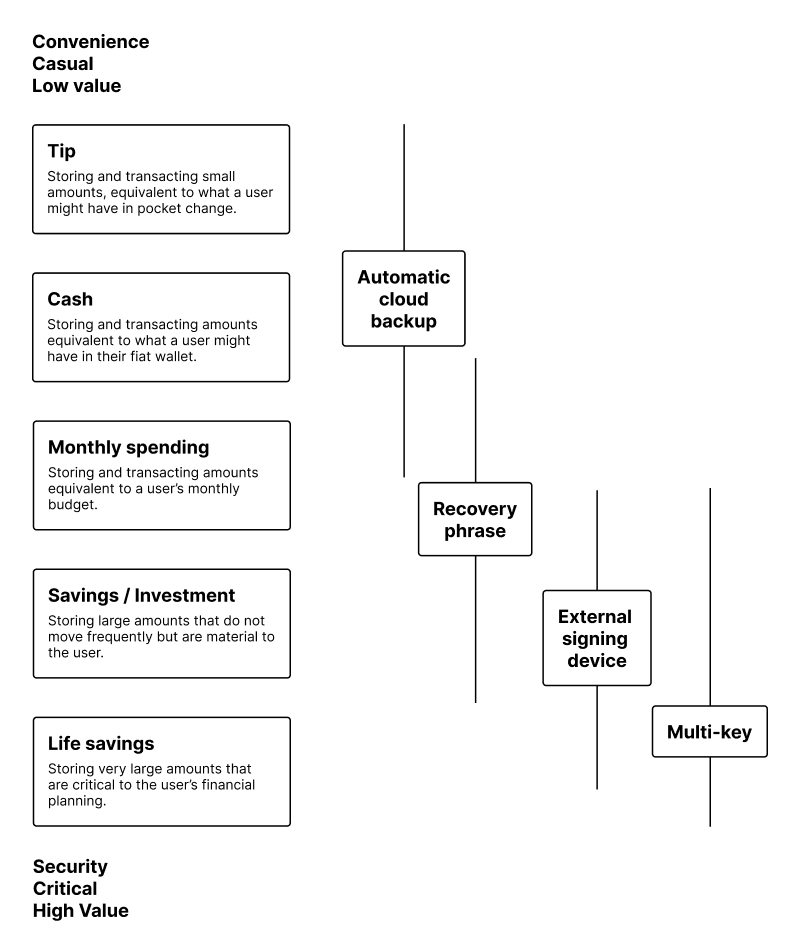 Convenience
Casual
Low value
Tip
Storing and transacting small
amounts, equivalent to what a user
might have in pocket change.
Automatic
cloud
backup
Cash
Storing and transacting amounts
equivalent to what a user might
have in their fiat wallet.
Monthly spending
Storing and transacting amounts
equivalent to a user’s monthly
budget.
Recovery
phrase
Savings / Investment
Storing large amounts that do not
move frequently but are material to
the user.
External
signing
device
Life savings
Storing very large amounts that
are critical to the user’s financial
planning.
Multi-key
Security
Critical
High Value